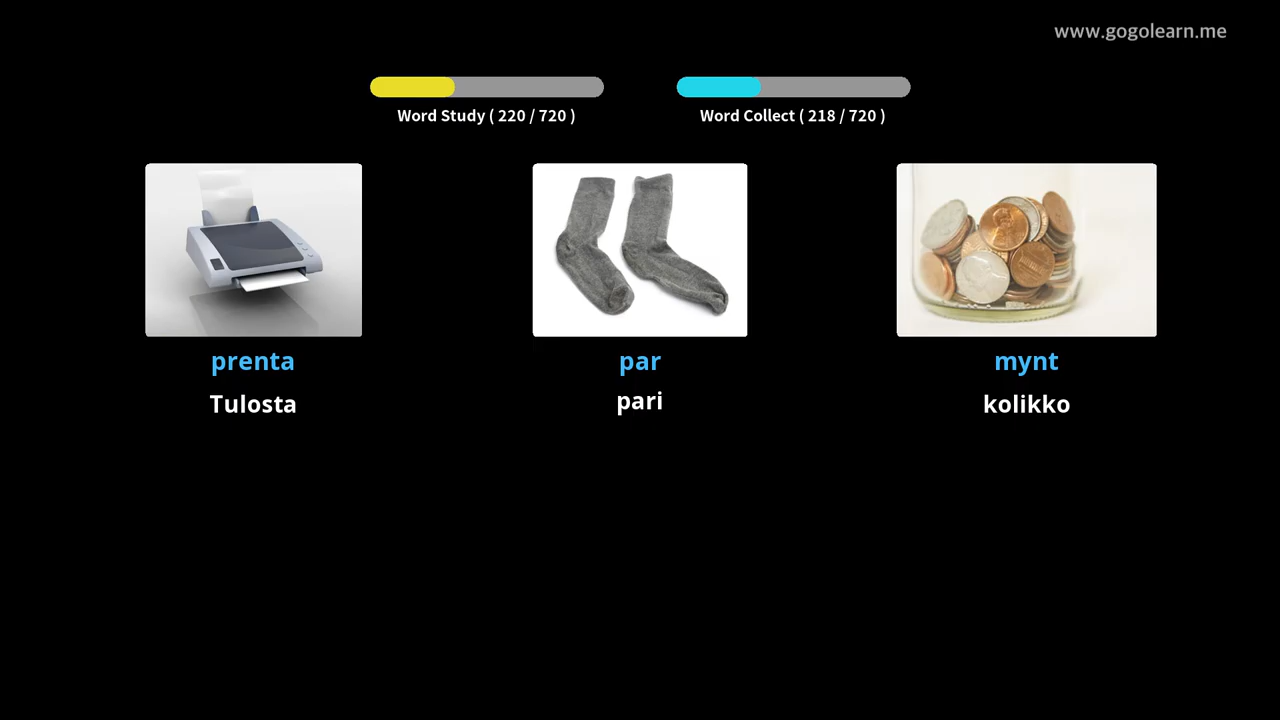 www.gogolearn.me
Word Study ( 220 / 720 )
Word Collect ( 218 / 720 )
prenta
par
mynt
Tulosta
pari
kolikko